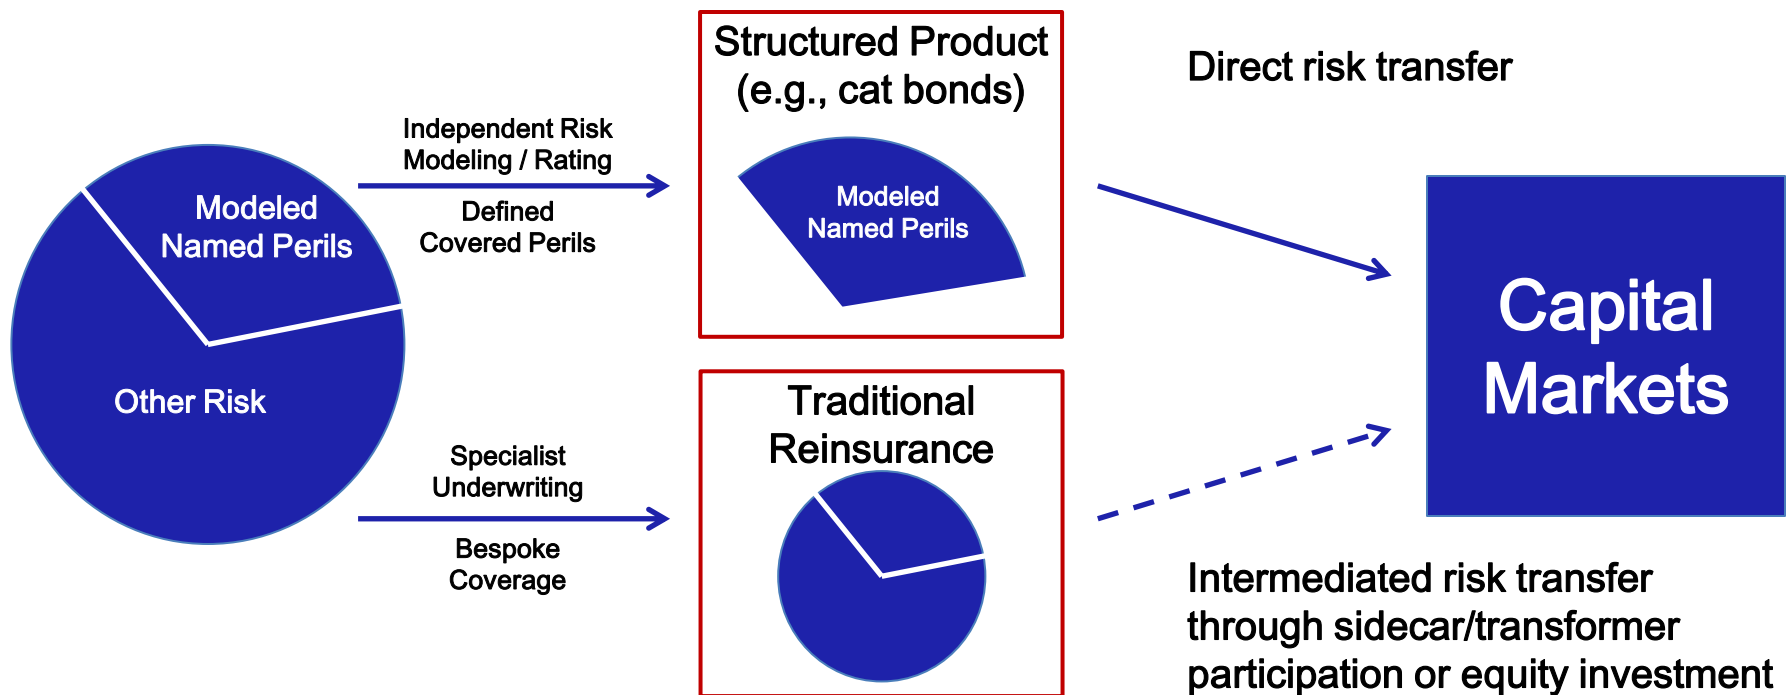 Structured Product
(e.g., cat bonds)
Direct risk transfer
Independent Risk
Modeling / Rating
Defined
Covered Perils
Modeled
Named Perils
Modeled
Named Perils
Other Risk
Capital
Markets
Traditional
Reinsurance
Specialist
Underwriting
Bespoke
Coverage
Intermediated risk transfer
through sidecar/transformer
participation or equity investment